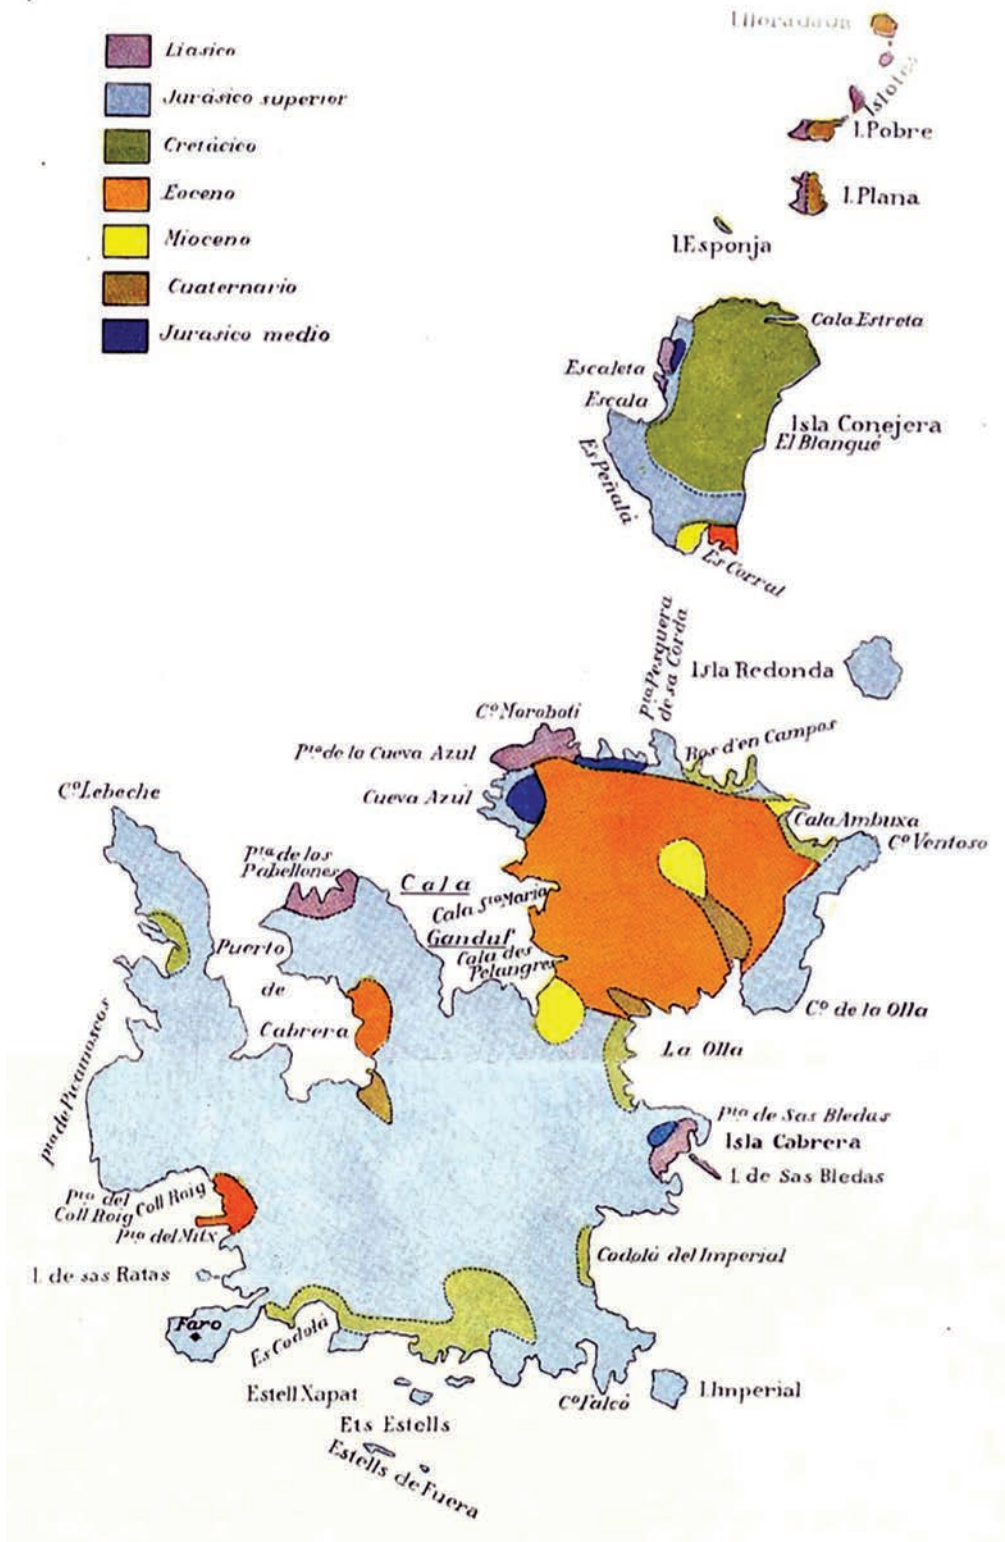 Liasico
Jurásico superior
Cretácico
Eoceno
Mioceno
Cuaternario
Jurasico medio
Islotes
I. Pobre
I. Plana
I. Esponja
Cala Estreta
Escaleta
Escala
Isla Conejera
El Blanqué
Es Peñalá
Es Corral
Pta Pesquera
de sa Corda
Isla Redonda
Co Moroboti
Pta de la Cueva Azul
Bos d'en Campos
Cueva Azul
Co Lebeche
Cala Ambuxa
Co Ventoso
Pta de los
Pabellones
Cala
Cala Sta Maria
Ganduf
Cala des
Pelangres
Puerto
de
Cabrera
Co de la Olla
La Olla
Pta de Picamoscas
Pta de Sas Bledas
Isla Cabrera
I. de Sas Bledas
Pta del
Coll Roig
Coll Roig
Pta del Mitx
Codolá del Imperial
I. de sas Ratas
Faro
Es Codolá
Estell Xapat
Co Falcó
I. Imperial
Ets Estells
Estells de Fuera